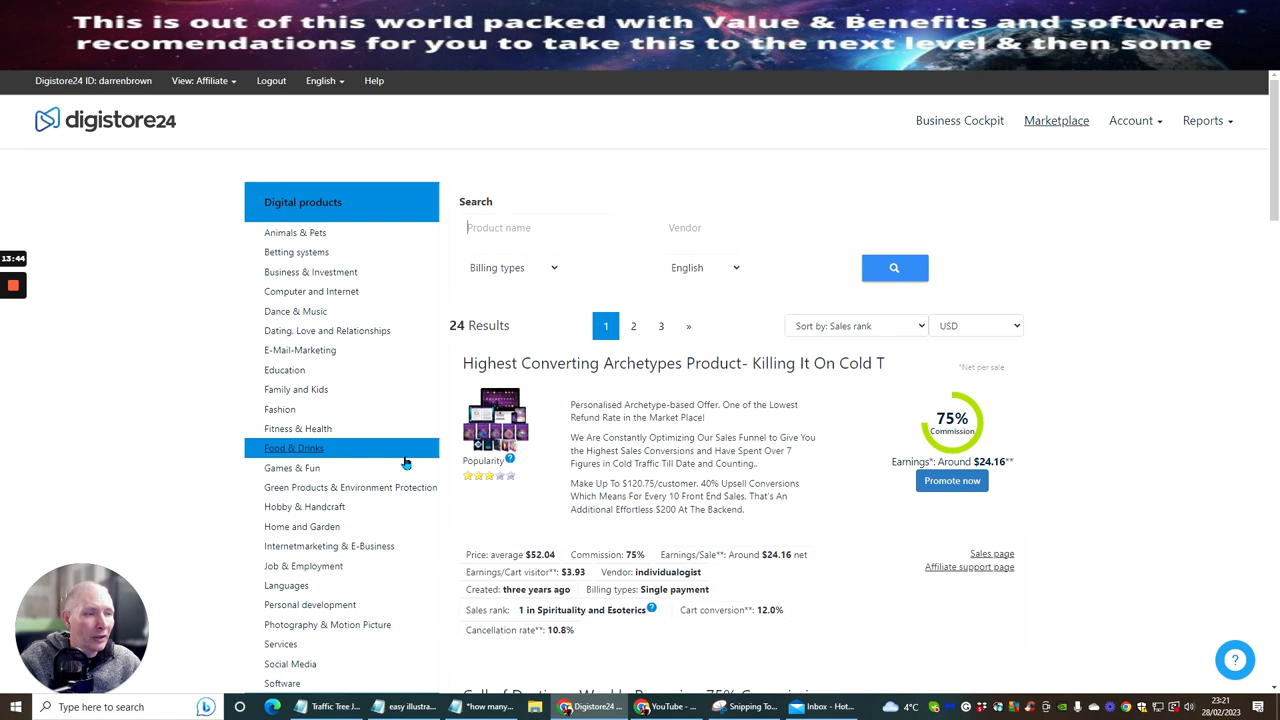 This is out of this world packed with Value & Benefits and software
recomendations for you to take this to the next level & then some
Digistore24 ID: darrenbrown
View: Affiliate
Logout
English
Help
digistore24
Business Cockpit
Marketplace
Account
Reports
Digital products
Animals & Pets
Betting systems
Business & Investment
Computer and Internet
Dance & Music
Dating, Love and Relationships
E-Mail-Marketing
Education
Family and Kids
Fashion
Fitness & Health
Food & Drinks
Games & Fun
Green Products & Environment Protection
Hobby & Handcraft
Home and Garden
Internetmarketing & E-Business
Job & Employment
Languages
Personal development
Photography & Motion Picture
Services
Social Media
Software
13:44
Search
Product name
Vendor
Billing types
English
24 Results
1
2
3
»
Sort by: Sales rank
USD
Highest Converting Archetypes Product- Killing It On Cold T
*Net per sale
Popularity
Personalised Archetype-based Offer. One of the Lowest
Refund Rate in the Market Place!
We Are Constantly Optimizing Our Sales Funnel to Give You
the Highest Sales Conversions and Have Spent Over 7
Figures in Cold Traffic Till Date and Counting..
Make Up To $120.75/customer. 40% Upsell Conversions
Which Means For Every 10 Front End Sales. That's An
Additional Effortless $200 At The Backend.
75%
Commission
Earnings*: Around $24.16**
Promote now
Price: average $52.04 Commission: 75% Earnings/Sale**: Around $24.16 net
Earnings/Cart visitor**: $3.93 Vendor: individualogist
Created: three years ago Billing types: Single payment
Sales rank: 1 in Spirituality and Esoterics Cart conversion**: 12.0%
Cancellation rate**: 10.8%
Sales page
Affiliate support page
Type here to search
Traffic Tree J...
easy illustra...
*how many...
Digistore24 ...
YouTube - ...
Snipping To...
Inbox - Hot...
4°C
23:21
28/02/2023